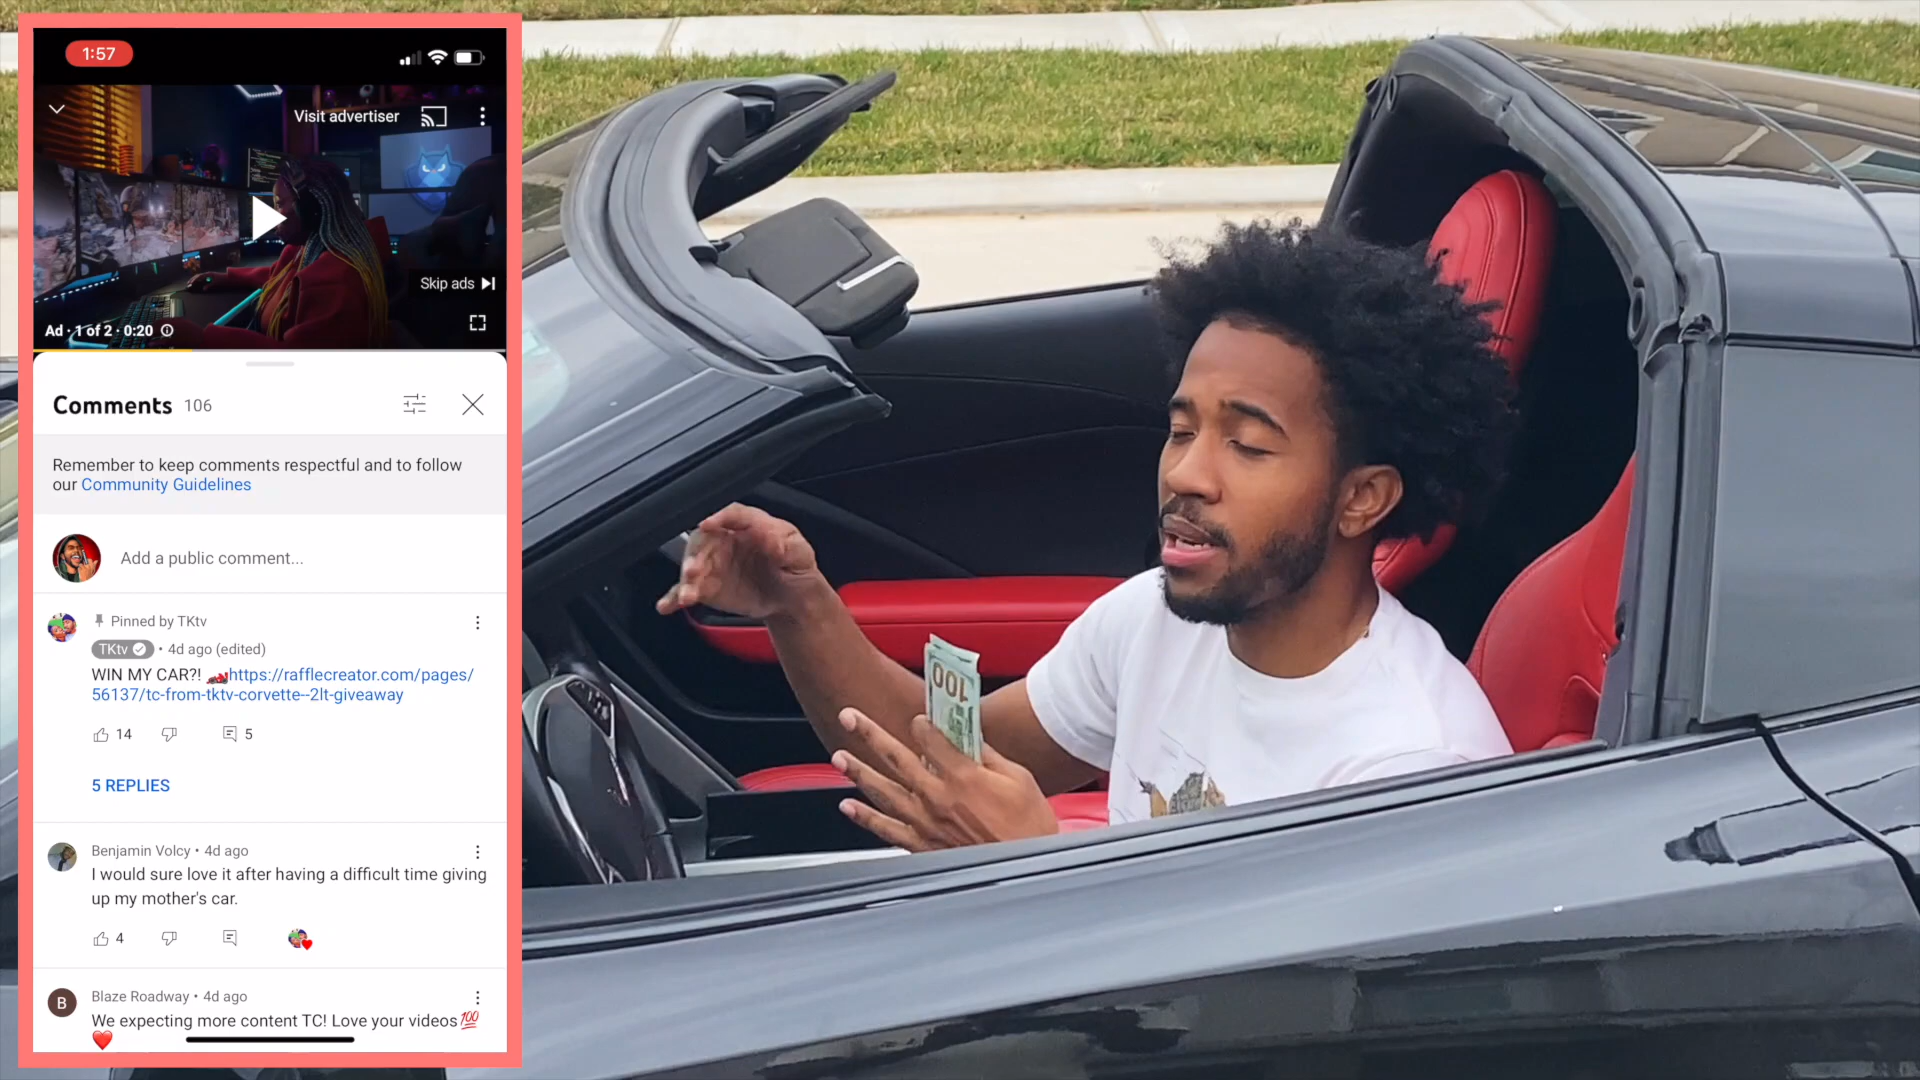 1:57
Visit advertiser
Skip ads
Ad · 1 of 2 · 0:20
Comments 106
Remember to keep comments respectful and to follow
our Community Guidelines
Add a public comment...
Pinned by TKtv
TKtv • 4d ago (edited)
WIN MY CAR?! 🏎️https://rafflecreator.com/pages/
56137/tc-from-tktv-corvette--2lt-giveaway
14 5
5 REPLIES
Benjamin Volcy • 4d ago
I would sure love it after having a difficult time giving
up my mother's car.
4
B
Blaze Roadway • 4d ago
We expecting more content TC! Love your videos💯
❤️
100